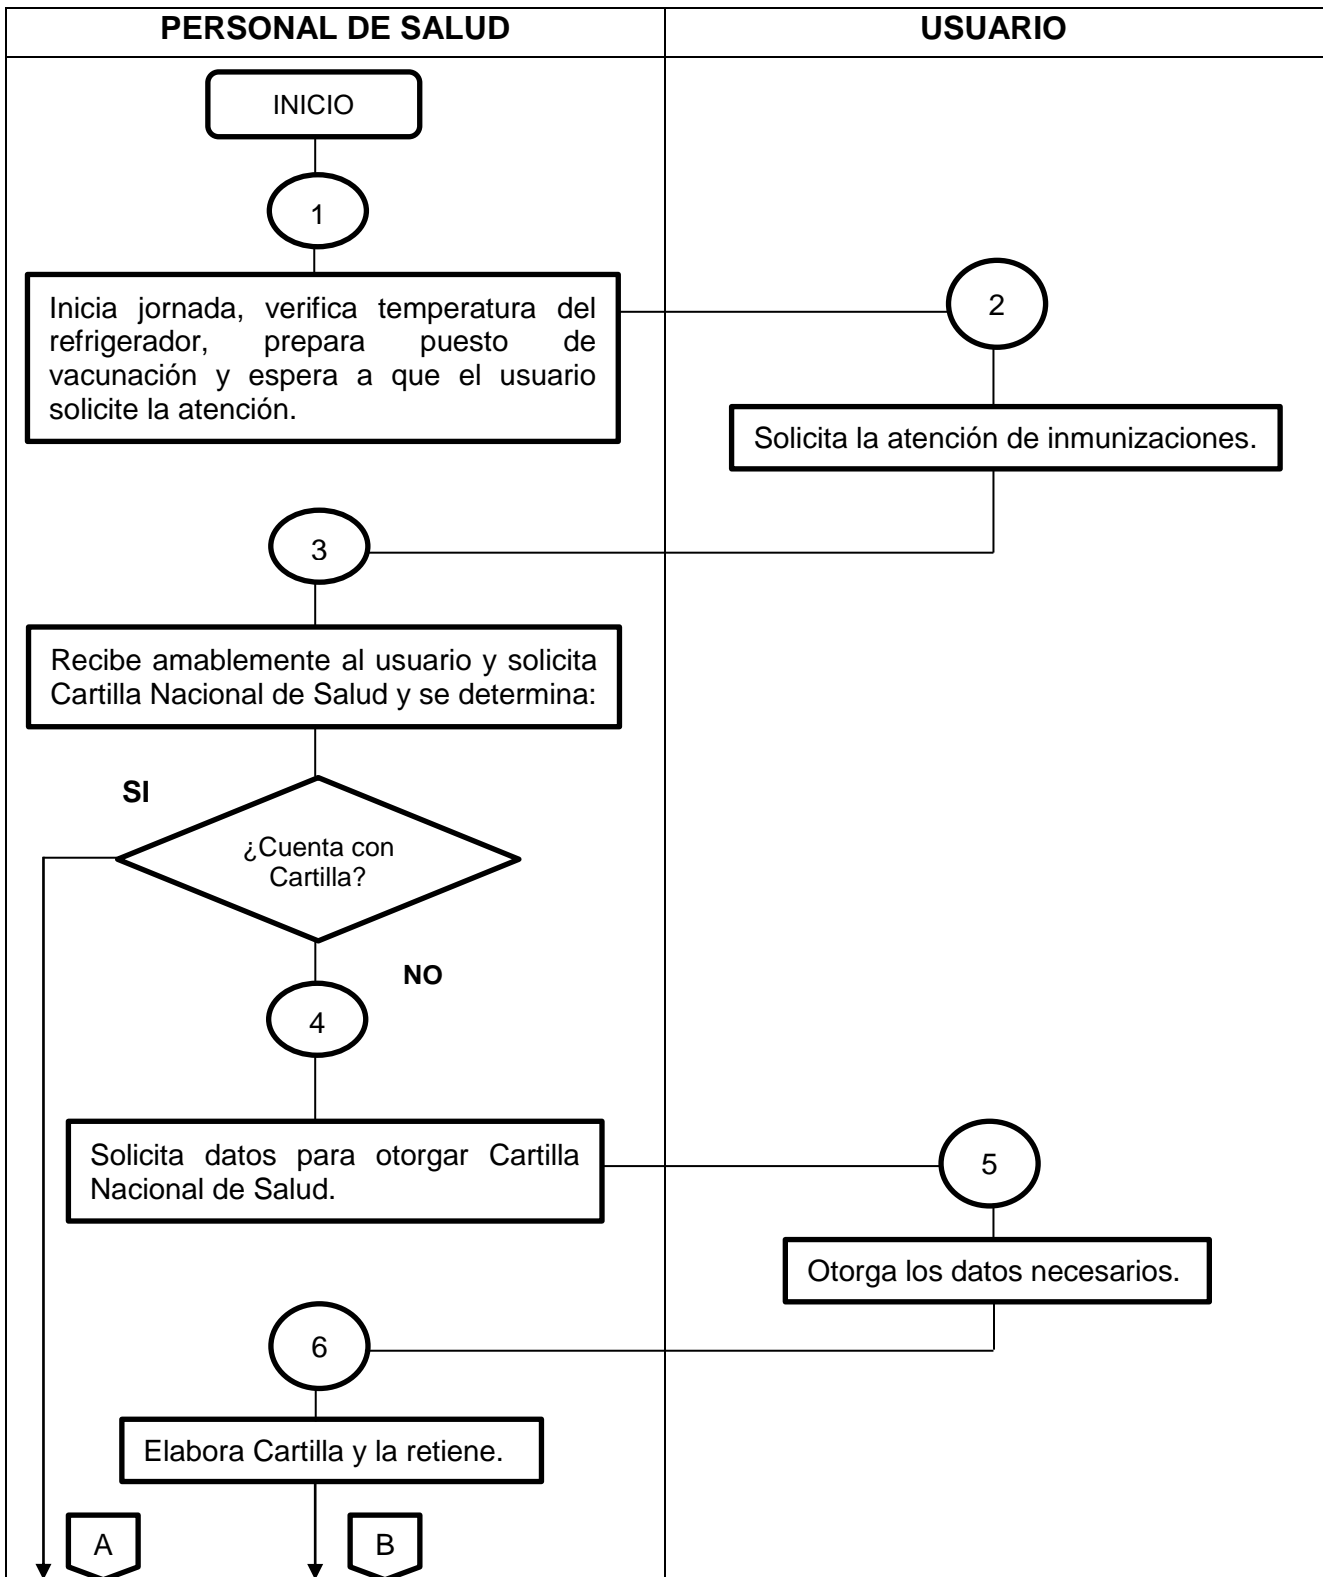 PERSONAL DE SALUD
USUARIO
INICIO
1
Inicia jornada, verifica temperatura del
refrigerador, prepara puesto de
vacunación y espera a que el usuario
solicite la atención.
2
Solicita la atención de inmunizaciones.
3
Recibe amablemente al usuario y solicita
Cartilla Nacional de Salud y se determina:
SI
¿Cuenta con
Cartilla?
NO
4
Solicita datos para otorgar Cartilla
Nacional de Salud.
5
Otorga los datos necesarios.
6
Elabora Cartilla y la retiene.
A
B